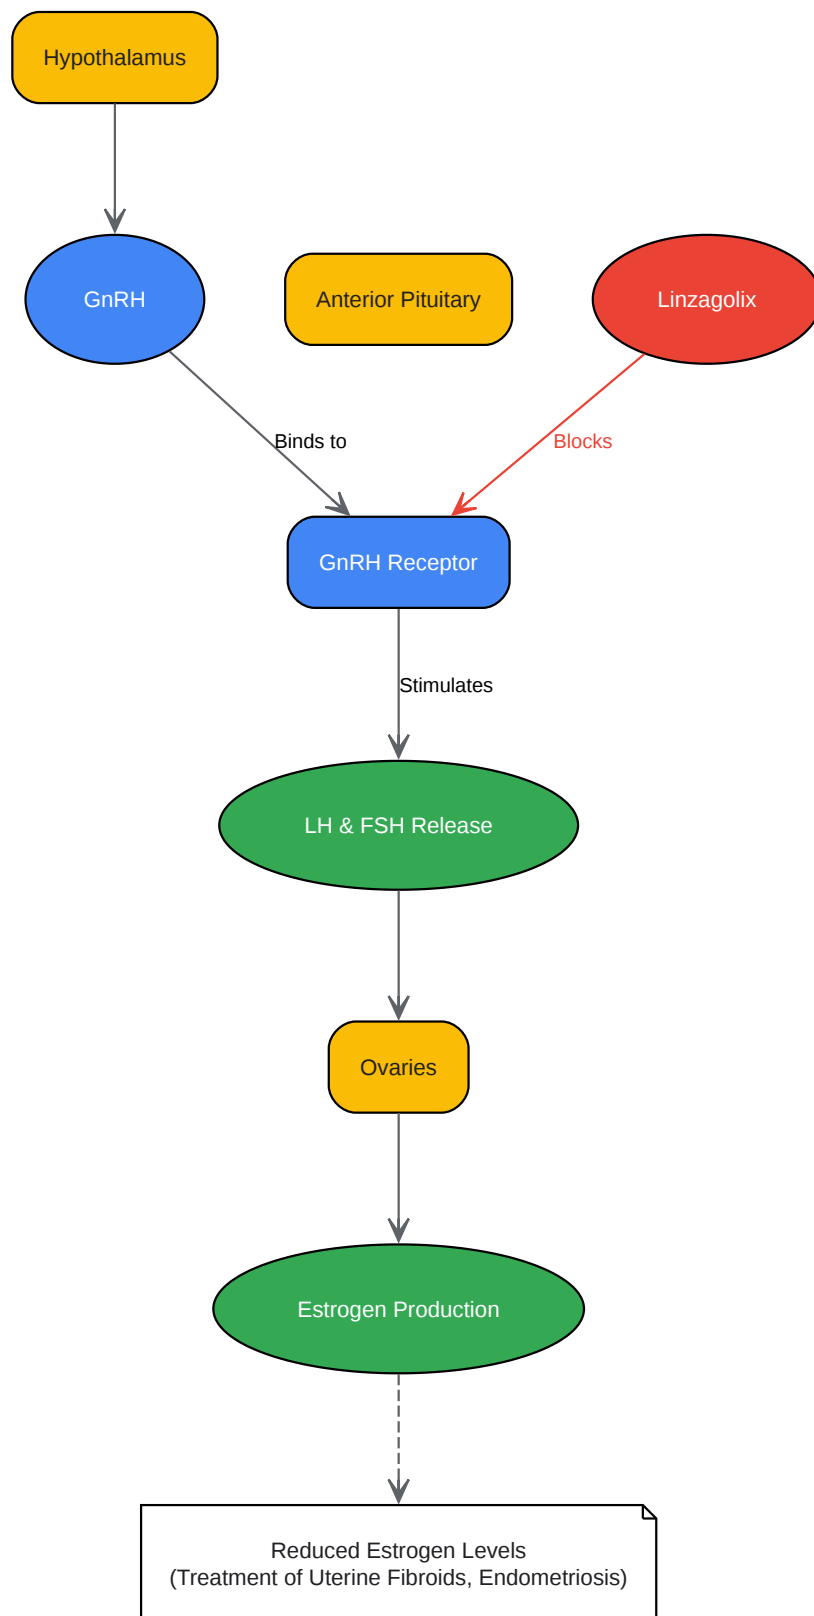 Hypothalamus
GnRH
Anterior Pituitary
Linzagolix
Binds to
Blocks
GnRH Receptor
Stimulates
LH & FSH Release
Ovaries
Estrogen Production
Reduced Estrogen Levels
(Treatment of Uterine Fibroids, Endometriosis)